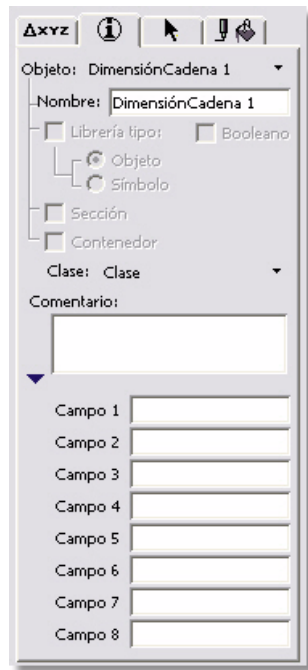 ΔXYZ
Objeto: DimensiónCadena 1
Nombre: DimensiónCadena 1
Librería tipo: Booleano
Objeto
Símbolo
Sección
Contenedor
Clase: Clase
Comentario:
Campo 1
Campo 2
Campo 3
Campo 4
Campo 5
Campo 6
Campo 7
Campo 8